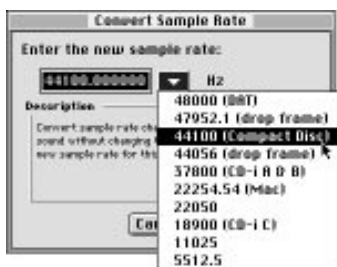 Convert Sample Rate
Enter the new sample rate:
44100.000000 Hz
Description
Convert sample rate
sound without changing
new sample rate for this
48000 (DAT)
47952.1 (drop frame)
44100 (Compact Disc)
44056 (drop frame)
37800 (CD-i A & B)
22254.54 (Mac)
22050
18900 (CD-i C)
11025
5512.5